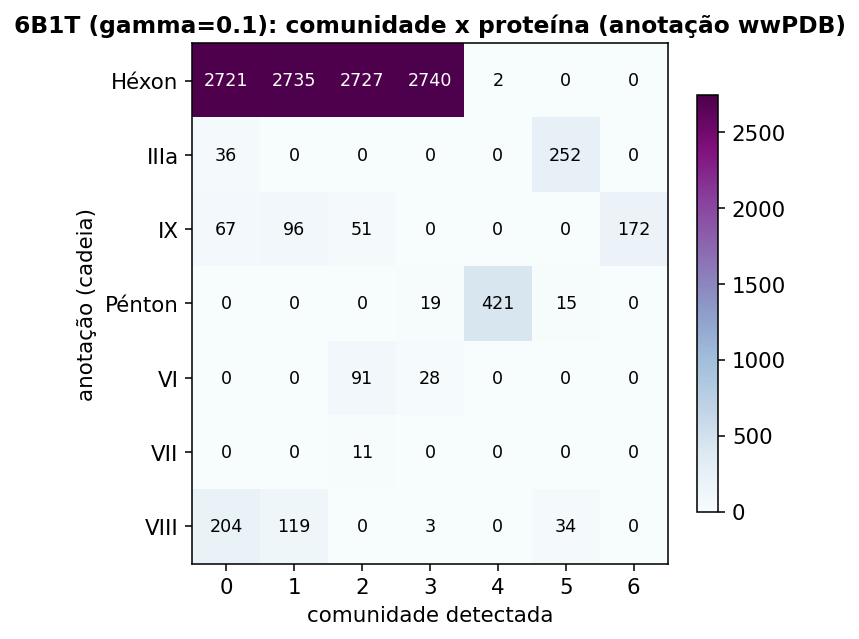 6B1T (gamma=0.1): comunidade x proteína (anotação wwPDB)
Héxon 2721 2735 2727 2740 2 0 0
IIIa 36 0 0 0 0 252 0
IX 67 96 51 0 0 0 172
Pénton 0 0 0 19 421 15 0
VI 0 0 91 28 0 0 0
VII 0 0 11 0 0 0 0
VIII 204 119 0 3 0 34 0
0 1 2 3 4 5 6
comunidade detectada
anotação (cadeia)
2500
2000
1500
1000
500
0